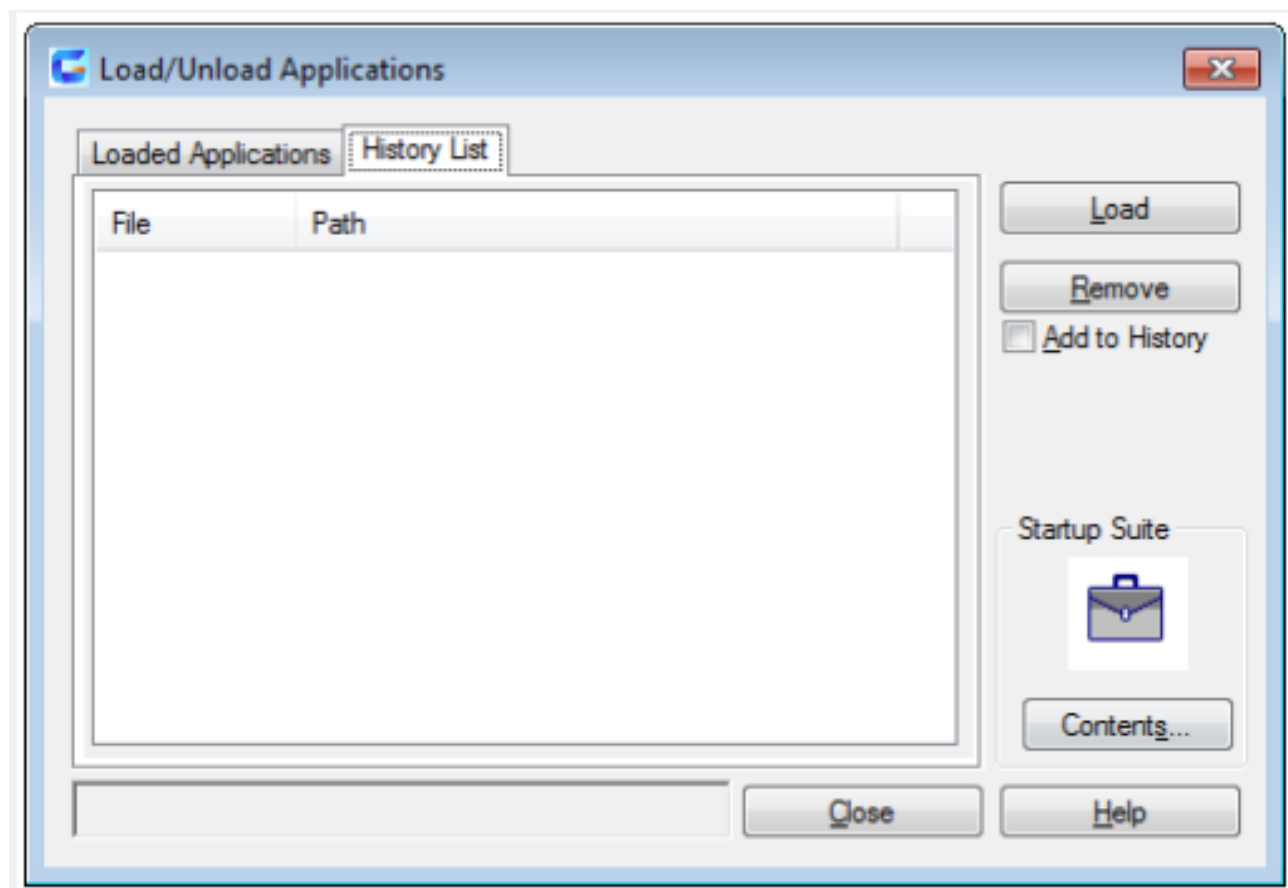 Load/Unload Applications
Loaded Applications History List
File Path
Load
Remove
Add to History
Startup Suite
Contents...
Close Help